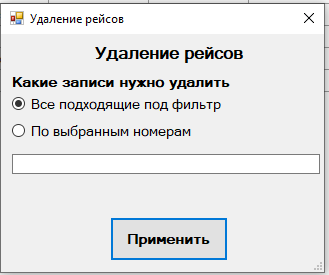 Удаление рейсов
Удаление рейсов
Какие записи нужно удалить
Все подходящие под фильтр
По выбранным номерам
Применить